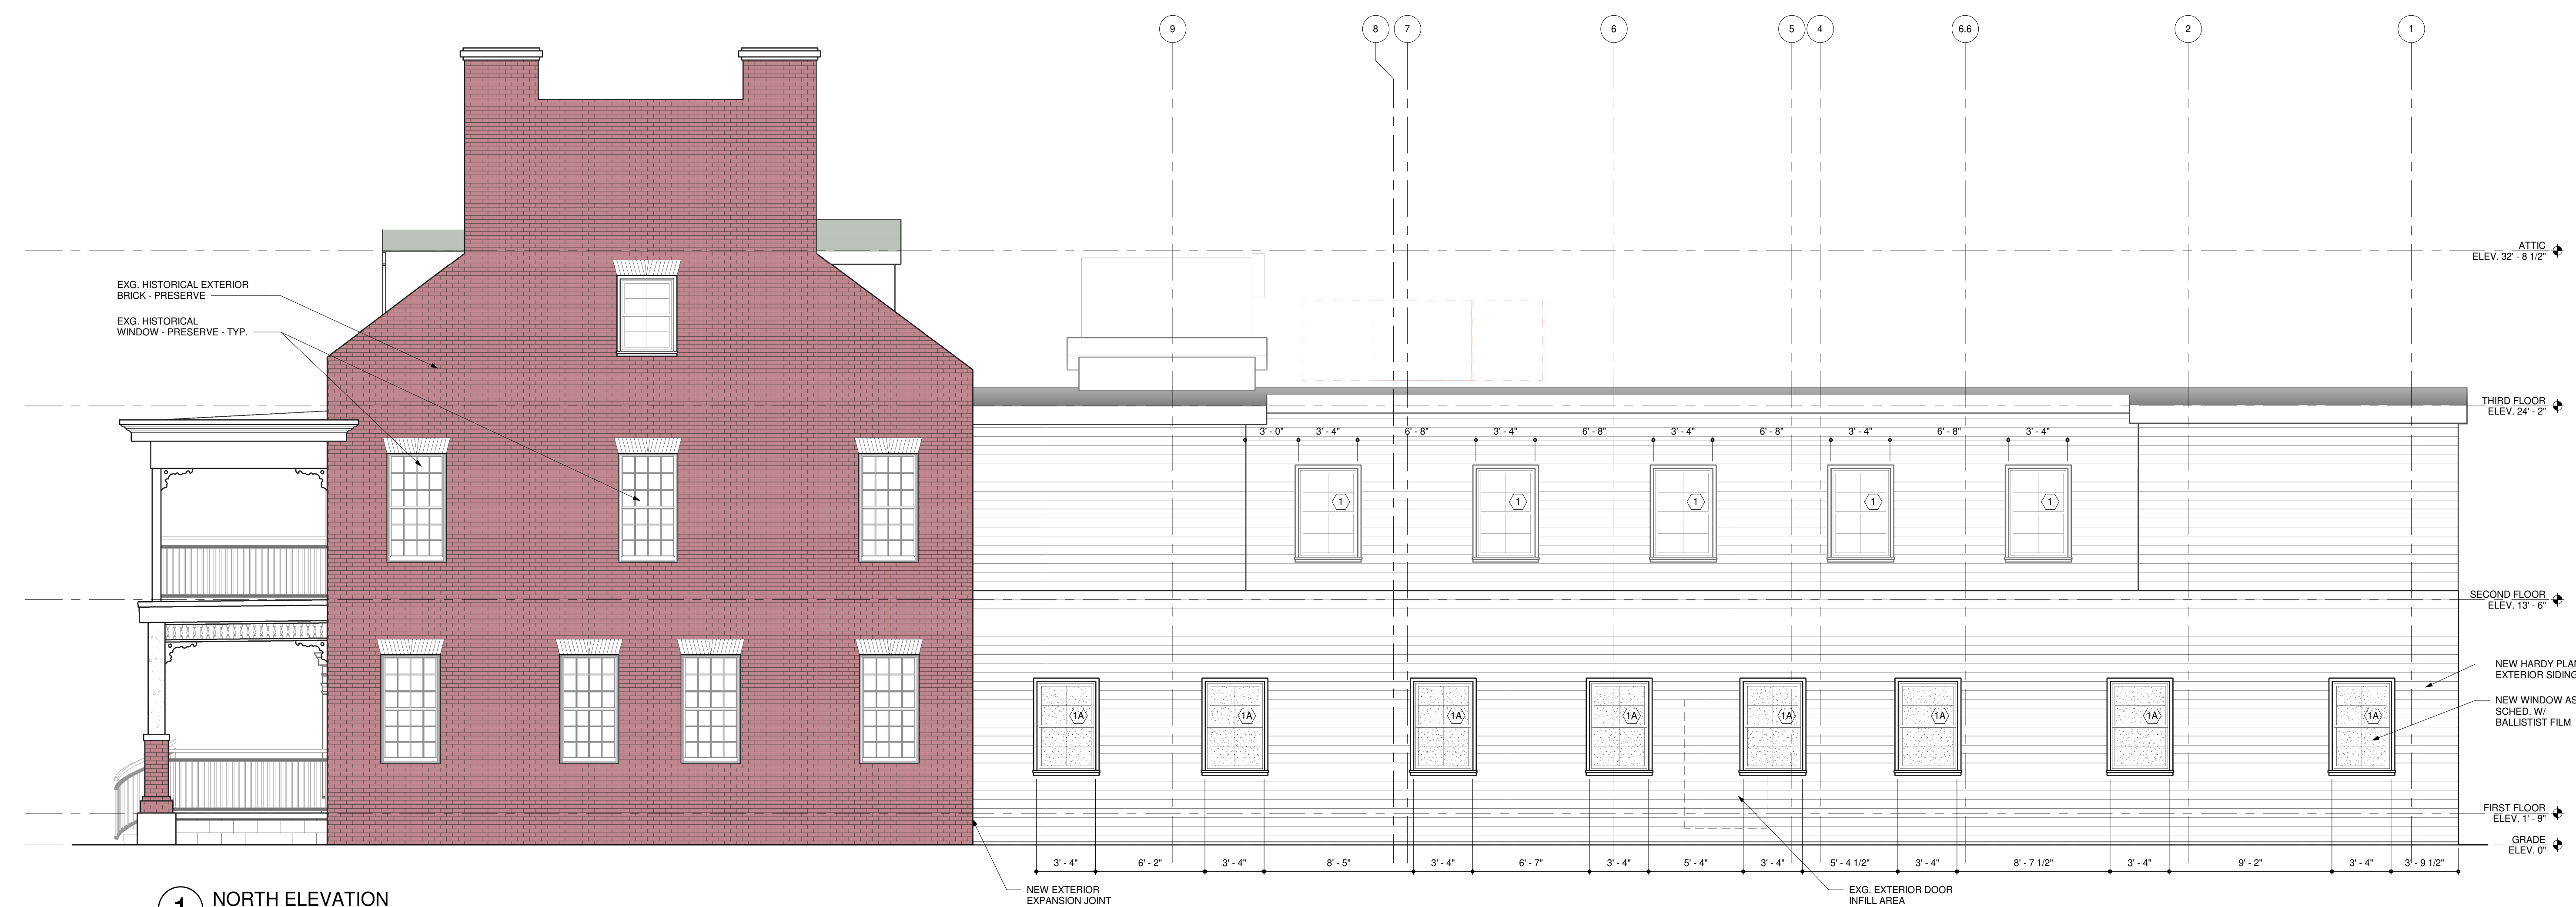 9 8 7 6 5 4 6.6 2 1
ATTIC
ELEV. 32' - 8 1/2"
EXG. HISTORICAL EXTERIOR
BRICK - PRESERVE
EXG. HISTORICAL
WINDOW - PRESERVE - TYP.
THIRD FLOOR
ELEV. 24' - 2"
3' - 0" 3' - 4" 6' - 8" 3' - 4" 6' - 8" 3' - 4" 6' - 8" 3' - 4" 6' - 8" 3' - 4"
1 1 1 1 1
SECOND FLOOR
ELEV. 13' - 6"
NEW HARDY PLAN
EXTERIOR SIDING
NEW WINDOW AS
SCHED. W/
BALLISTIST FILM
1A 1A 1A 1A 1A 1A 1A 1A
FIRST FLOOR
ELEV. 1' - 9"
GRADE
ELEV. 0"
3' - 4" 6' - 2" 3' - 4" 8' - 5" 3' - 4" 6' - 7" 3' - 4" 5' - 4" 3' - 4" 5' - 4 1/2" 3' - 4" 8' - 7 1/2" 3' - 4" 9' - 2" 3' - 4" 3' - 9 1/2"
NEW EXTERIOR
EXPANSION JOINT
EXG. EXTERIOR DOOR
INFILL AREA
1 NORTH ELEVATION